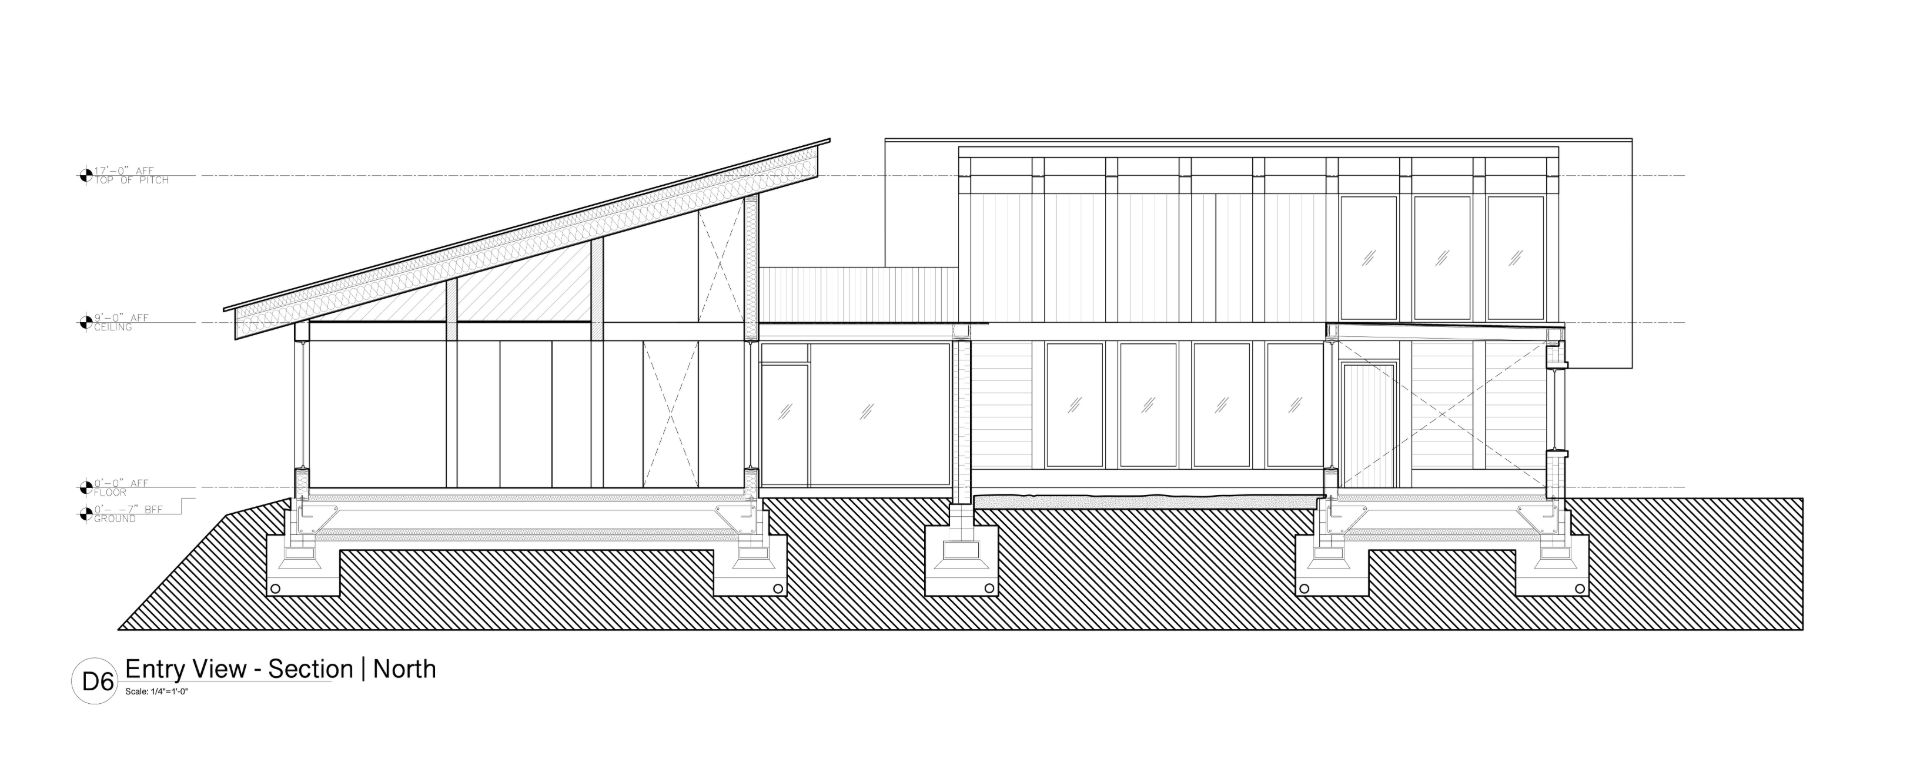 17'-0" AFF
TOP OF PITCH
9'-0" AFF
CEILING
0'-0" AFF
FLOOR
0'- -7" BFF
GROUND
D6
Entry View - Section | North
Scale: 1/4"=1'-0"